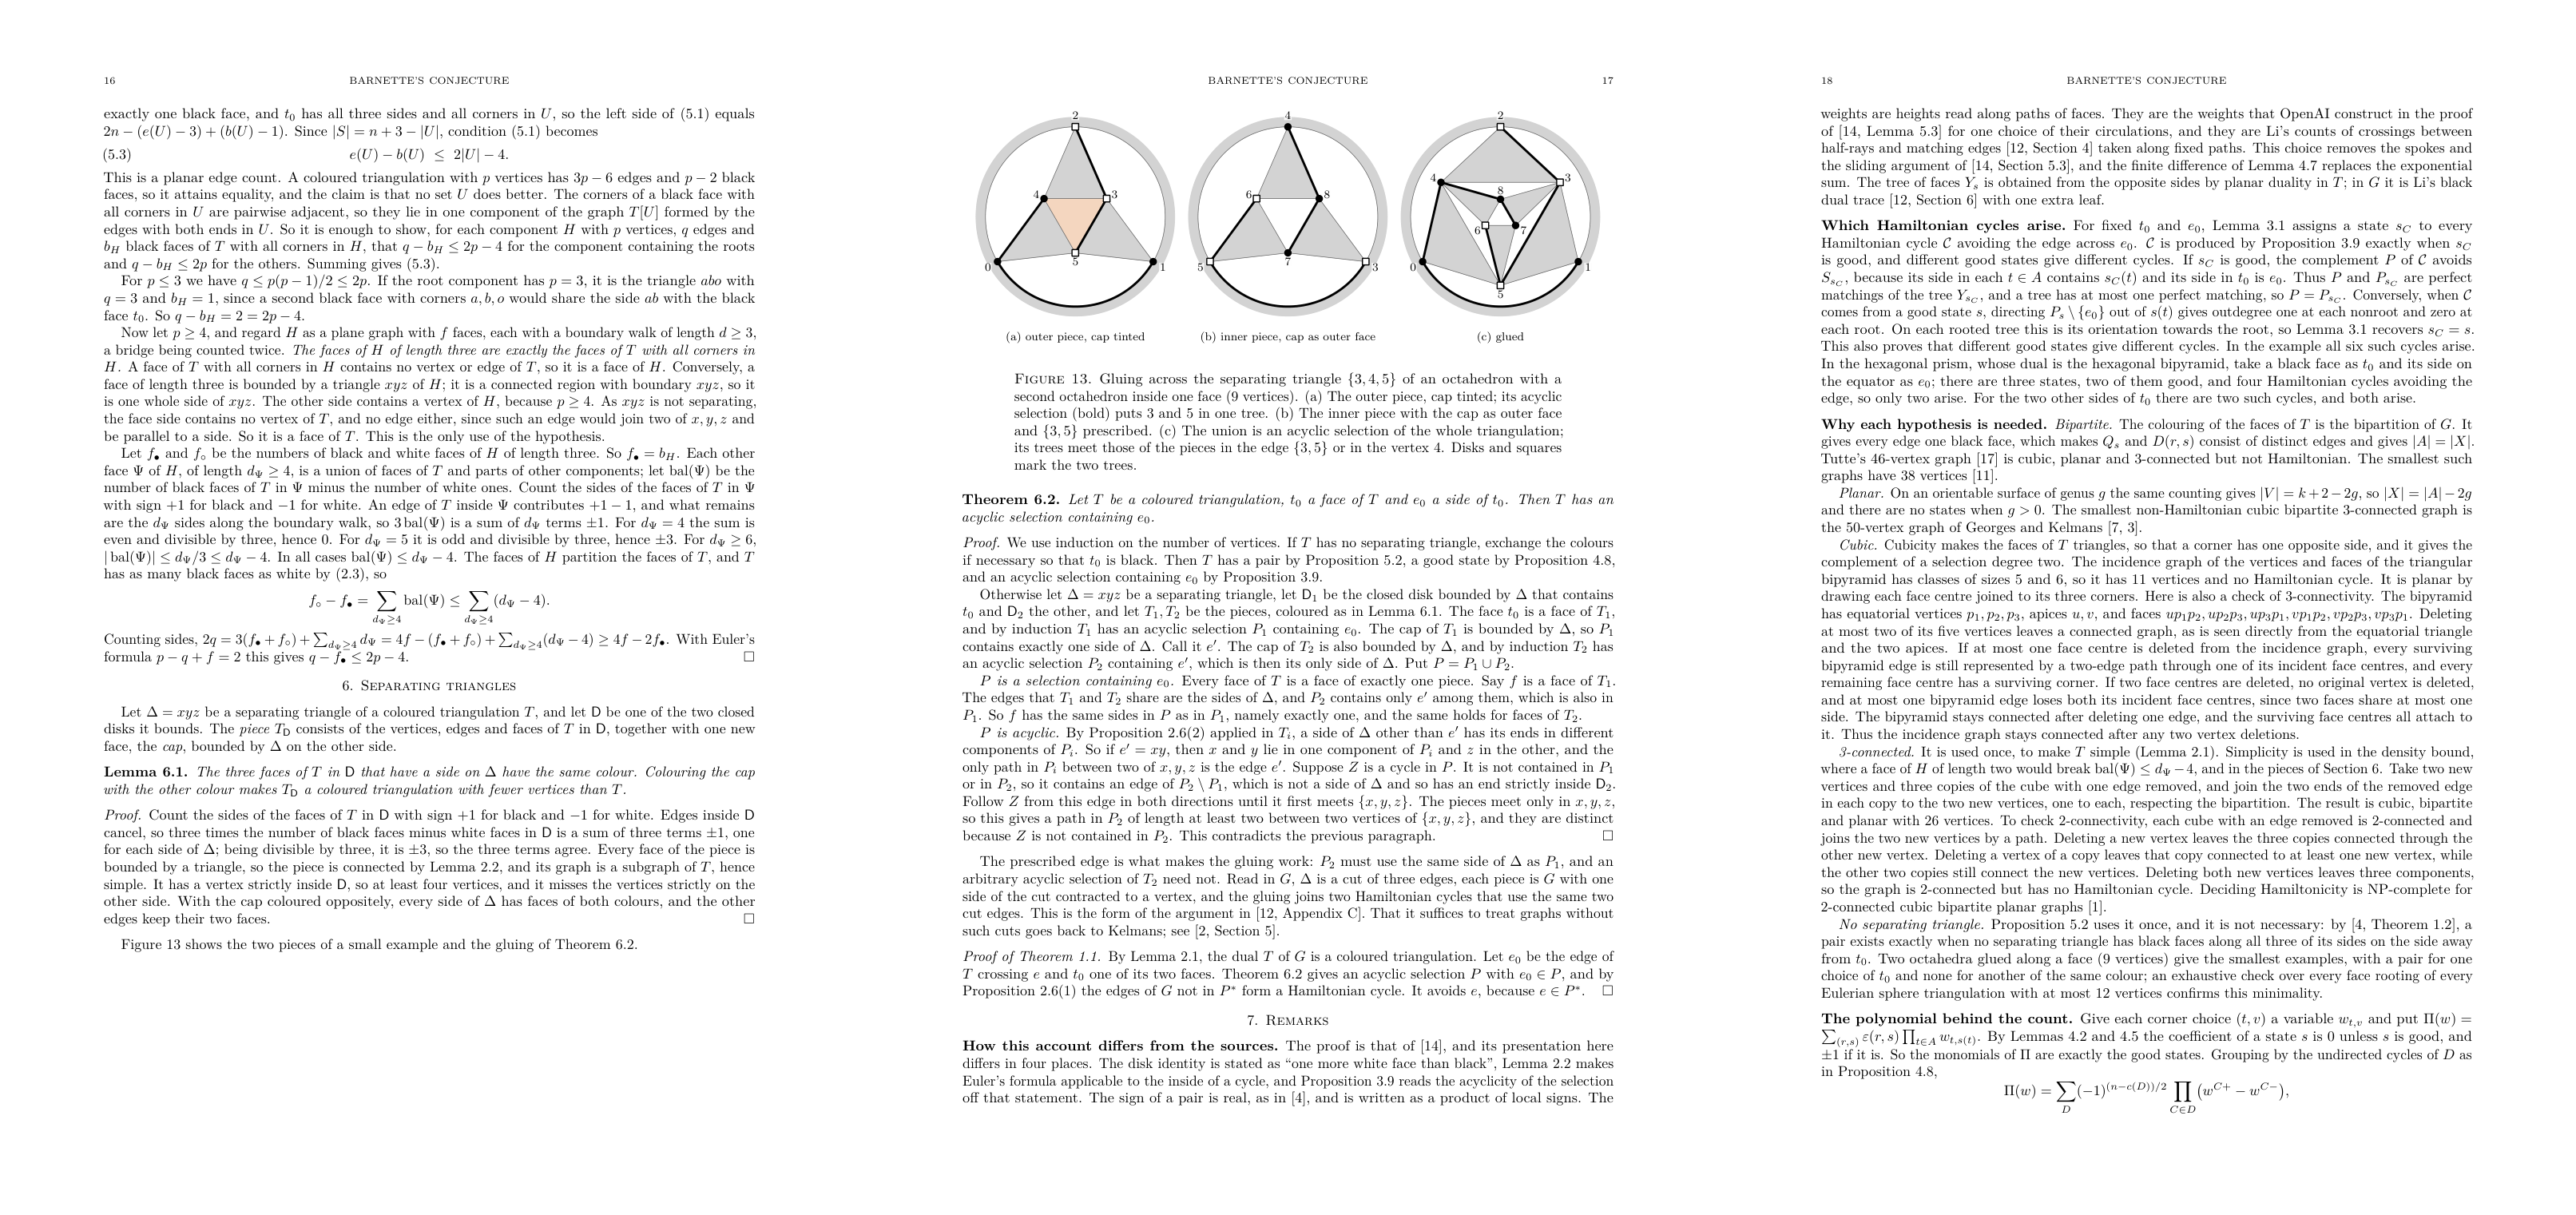 16 BARNETTE'S CONJECTURE
exactly one black face, and t₀ has all three sides and all corners in U, so the left side of (5.1) equals
2n − (e(U) − 3) + (b(U) − 1). Since |S| = n + 3 − |U|, condition (5.1) becomes
(5.3) e(U) − b(U) ≤ 2|U| − 4.
This is a planar edge count. A coloured triangulation with p vertices has 3p − 6 edges and p − 2 black
faces, so it attains equality, and the claim is that no set U does better. The corners of a black face with
all corners in U are pairwise adjacent, so they lie in one component of the graph T[U] formed by the
edges with both ends in U. So it is enough to show, for each component H with p vertices, q edges and
b_H black faces of T with all corners in H, that q − b_H ≤ 2p − 4 for the component containing the roots
and q − b_H ≤ 2p for the others. Summing gives (5.3).
For p ≤ 3 we have q ≤ p(p − 1)/2 ≤ 2p. If the root component has p = 3, it is the triangle abo with
q = 3 and b_H = 1, since a second black face with corners a, b, o would share the side ab with the black
face t₀. So q − b_H = 2 = 2p − 4.
Now let p ≥ 4, and regard H as a plane graph with f faces, each with a boundary walk of length d ≥ 3,
a bridge being counted twice. The faces of H of length three are exactly the faces of T with all corners in
H. A face of T with all corners in H contains no vertex or edge of T, so it is a face of H. Conversely, a
face of length three is bounded by a triangle xyz of H; it is a connected region with boundary xyz, so it
is one whole side of xyz. The other side contains a vertex of H, because p ≥ 4. As xyz is not separating,
the face side contains no vertex of T, and no edge either, since such an edge would join two of x, y, z and
be parallel to a side. So it is a face of T. This is the only use of the hypothesis.
Let f• and f◦ be the numbers of black and white faces of H of length three. So f• = b_H. Each other
face Ψ of H, of length d_Ψ ≥ 4, is a union of faces of T and parts of other components; let bal(Ψ) be the
number of black faces of T in Ψ minus the number of white ones. Count the sides of the faces of T in Ψ
with sign +1 for black and −1 for white. An edge of T inside Ψ contributes +1 − 1, and what remains
are the d_Ψ sides along the boundary walk, so 3 bal(Ψ) is a sum of d_Ψ terms ±1. For d_Ψ = 4 the sum is
even and divisible by three, hence 0. For d_Ψ = 5 it is odd and divisible by three, hence ±3. For d_Ψ ≥ 6,
| bal(Ψ)| ≤ d_Ψ/3 ≤ d_Ψ − 4. In all cases bal(Ψ) ≤ d_Ψ − 4. The faces of H partition the faces of T, and T
has as many black faces as white by (2.3), so
f◦ − f• = ∑_{d_Ψ≥4} bal(Ψ) ≤ ∑_{d_Ψ≥4} (d_Ψ − 4).
Counting sides, 2q = 3(f• + f◦) + ∑_{d_Ψ≥4} d_Ψ = 4f − (f• + f◦) + ∑_{d_Ψ≥4}(d_Ψ − 4) ≥ 4f − 2f•. With Euler's
formula p − q + f = 2 this gives q − f• ≤ 2p − 4. □
6. Separating triangles
Let Δ = xyz be a separating triangle of a coloured triangulation T, and let D be one of the two closed
disks it bounds. The piece T_D consists of the vertices, edges and faces of T in D, together with one new
face, the cap, bounded by Δ on the other side.
Lemma 6.1. The three faces of T in D that have a side on Δ have the same colour. Colouring the cap
with the other colour makes T_D a coloured triangulation with fewer vertices than T.
Proof. Count the sides of the faces of T in D with sign +1 for black and −1 for white. Edges inside D
cancel, so three times the number of black faces minus white faces in D is a sum of three terms ±1, one
for each side of Δ; being divisible by three, it is ±3, so the three terms agree. Every face of the piece is
bounded by a triangle, so the piece is connected by Lemma 2.2, and its graph is a subgraph of T, hence
simple. It has a vertex strictly inside D, so at least four vertices, and it misses the vertices strictly on the
other side. With the cap coloured oppositely, every side of Δ has faces of both colours, and the other
edges keep their two faces. □
Figure 13 shows the two pieces of a small example and the gluing of Theorem 6.2.
BARNETTE'S CONJECTURE 17
2
4
3
0
5
1
4
6
8
5
7
3
2
4
3
8
6
7
0
5
1
(a) outer piece, cap tinted
(b) inner piece, cap as outer face
(c) glued
Figure 13. Gluing across the separating triangle {3, 4, 5} of an octahedron with a
second octahedron inside one face (9 vertices). (a) The outer piece, cap tinted; its acyclic
selection (bold) puts 3 and 5 in one tree. (b) The inner piece with the cap as outer face
and {3, 5} prescribed. (c) The union is an acyclic selection of the whole triangulation;
its trees meet those of the pieces in the edge {3, 5} or in the vertex 4. Disks and squares
mark the two trees.
Theorem 6.2. Let T be a coloured triangulation, t₀ a face of T and e₀ a side of t₀. Then T has an
acyclic selection containing e₀.
Proof. We use induction on the number of vertices. If T has no separating triangle, exchange the colours
if necessary so that t₀ is black. Then T has a pair by Proposition 5.2, a good state by Proposition 4.8,
and an acyclic selection containing e₀ by Proposition 3.9.
Otherwise let Δ = xyz be a separating triangle, let D₁ be the closed disk bounded by Δ that contains
t₀ and D₂ the other, and let T₁, T₂ be the pieces, coloured as in Lemma 6.1. The face t₀ is a face of T₁,
and by induction T₁ has an acyclic selection P₁ containing e₀. The cap of T₁ is bounded by Δ, so P₁
contains exactly one side of Δ. Call it e′. The cap of T₂ is also bounded by Δ, and by induction T₂ has
an acyclic selection P₂ containing e′, which is then its only side of Δ. Put P = P₁ ∪ P₂.
P is a selection containing e₀. Every face of T is a face of exactly one piece. Say f is a face of T₁.
The edges that T₁ and T₂ share are the sides of Δ, and P₂ contains only e′ among them, which is also in
P₁. So f has the same sides in P as in P₁, namely exactly one, and the same holds for faces of T₂.
P is acyclic. By Proposition 2.6(2) applied in Tᵢ, a side of Δ other than e′ has its ends in different
components of Pᵢ. So if e′ = xy, then x and y lie in one component of Pᵢ and z in the other, and the
only path in Pᵢ between two of x, y, z is the edge e′. Suppose Z is a cycle in P. It is not contained in P₁
or in P₂, so it contains an edge of P₂ \ P₁, which is not a side of Δ and so has an end strictly inside D₂.
Follow Z from this edge in both directions until it first meets {x, y, z}. The pieces meet only in x, y, z,
so this gives a path in P₂ of length at least two between two vertices of {x, y, z}, and they are distinct
because Z is not contained in P₂. This contradicts the previous paragraph. □
The prescribed edge is what makes the gluing work: P₂ must use the same side of Δ as P₁, and an
arbitrary acyclic selection of T₂ need not. Read in G, Δ is a cut of three edges, each piece is G with one
side of the cut contracted to a vertex, and the gluing joins two Hamiltonian cycles that use the same two
cut edges. This is the form of the argument in [12, Appendix C]. That it suffices to treat graphs without
such cuts goes back to Kelmans; see [2, Section 5].
Proof of Theorem 1.1. By Lemma 2.1, the dual T of G is a coloured triangulation. Let e₀ be the edge of
T crossing e and t₀ one of its two faces. Theorem 6.2 gives an acyclic selection P with e₀ ∈ P, and by
Proposition 2.6(1) the edges of G not in P* form a Hamiltonian cycle. It avoids e, because e ∈ P*. □
7. Remarks
How this account differs from the sources. The proof is that of [14], and its presentation here
differs in four places. The disk identity is stated as “one more white face than black”, Lemma 2.2 makes
Euler's formula applicable to the inside of a cycle, and Proposition 3.9 reads the acyclicity of the selection
off that statement. The sign of a pair is real, as in [4], and is written as a product of local signs. The
18 BARNETTE'S CONJECTURE
weights are heights read along paths of faces. They are the weights that OpenAI construct in the proof
of [14, Lemma 5.3] for one choice of their circulations, and they are Li's counts of crossings between
half-rays and matching edges [12, Section 4] taken along fixed paths. This choice removes the spokes and
the sliding argument of [14, Section 5.3], and the finite difference of Lemma 4.7 replaces the exponential
sum. The tree of faces Y_s is obtained from the opposite sides by planar duality in T; in G it is Li's black
dual trace [12, Section 6] with one extra leaf.
Which Hamiltonian cycles arise. For fixed t₀ and e₀, Lemma 3.1 assigns a state s_C to every
Hamiltonian cycle C avoiding the edge across e₀. C is produced by Proposition 3.9 exactly when s_C
is good, and different good states give different cycles. If s_C is good, the complement P of C avoids
S_{s_C}, because its side in each t ∈ A contains s_C(t) and its side in t₀ is e₀. Thus P and P_{s_C} are perfect
matchings of the tree Y_{s_C}, and a tree has at most one perfect matching, so P = P_{s_C}. Conversely, when C
comes from a good state s, directing P_s \ {e₀} out of s(t) gives outdegree one at each nonroot and zero at
each root. On each rooted tree this is its orientation towards the root, so Lemma 3.1 recovers s_C = s.
This also proves that different good states give different cycles. In the example all six such cycles arise.
In the hexagonal prism, whose dual is the hexagonal bipyramid, take a black face as t₀ and its side on
the equator as e₀; there are three states, two of them good, and four Hamiltonian cycles avoiding the
edge, so only two arise. For the two other sides of t₀ there are two such cycles, and both arise.
Why each hypothesis is needed. Bipartite. The colouring of the faces of T is the bipartition of G. It
gives every edge one black face, which makes Q_s and D(r, s) consist of distinct edges and gives |A| = |X|.
Tutte's 46-vertex graph [17] is cubic, planar and 3-connected but not Hamiltonian. The smallest such
graphs have 38 vertices [11].
Planar. On an orientable surface of genus g the same counting gives |V| = k + 2 − 2g, so |X| = |A| − 2g
and there are no states when g > 0. The smallest non-Hamiltonian cubic bipartite 3-connected graph is
the 50-vertex graph of Georges and Kelmans [7, 3].
Cubic. Cubicity makes the faces of T triangles, so that a corner has one opposite side, and it gives the
complement of a selection degree two. The incidence graph of the vertices and faces of the triangular
bipyramid has classes of sizes 5 and 6, so it has 11 vertices and no Hamiltonian cycle. It is planar by
drawing each face centre joined to its three corners. Here is also a check of 3-connectivity. The bipyramid
has equatorial vertices p₁, p₂, p₃, apices u, v, and faces up₁p₂, up₂p₃, up₃p₁, vp₁p₂, vp₂p₃, vp₃p₁. Deleting
at most two of its five vertices leaves a connected graph, as is seen directly from the equatorial triangle
and the two apices. If at most one face centre is deleted from the incidence graph, every surviving
bipyramid edge is still represented by a two-edge path through one of its incident face centres, and every
remaining face centre has a surviving corner. If two face centres are deleted, no original vertex is deleted,
and at most one bipyramid edge loses both its incident face centres, since two faces share at most one
side. The bipyramid stays connected after deleting one edge, and the surviving face centres all attach to
it. Thus the incidence graph stays connected after any two vertex deletions.
3-connected. It is used once, to make T simple (Lemma 2.1). Simplicity is used in the density bound,
where a face of H of length two would break bal(Ψ) ≤ d_Ψ − 4, and in the pieces of Section 6. Take two new
vertices and three copies of the cube with one edge removed, and join the two ends of the removed edge
in each copy to the two new vertices, one to each, respecting the bipartition. The result is cubic, bipartite
and planar with 26 vertices. To check 2-connectivity, each cube with an edge removed is 2-connected and
joins the two new vertices by a path. Deleting a new vertex leaves the three copies connected through the
other new vertex. Deleting a vertex of a copy leaves that copy connected to at least one new vertex, while
the other two copies still connect the new vertices. Deleting both new vertices leaves three components,
so the graph is 2-connected but has no Hamiltonian cycle. Deciding Hamiltonicity is NP-complete for
2-connected cubic bipartite planar graphs [1].
No separating triangle. Proposition 5.2 uses it once, and it is not necessary: by [4, Theorem 1.2], a
pair exists exactly when no separating triangle has black faces along all three of its sides on the side away
from t₀. Two octahedra glued along a face (9 vertices) give the smallest examples, with a pair for one
choice of t₀ and none for another of the same colour; an exhaustive check over every face rooting of every
Eulerian sphere triangulation with at most 12 vertices confirms this minimality.
The polynomial behind the count. Give each corner choice (t, v) a variable w_{t,v} and put Π(w) =
∑_{(r,s)} ε(r, s) ∏_{t∈A} w_{t,s(t)}. By Lemmas 4.2 and 4.5 the coefficient of a state s is 0 unless s is good, and
±1 if it is. So the monomials of Π are exactly the good states. Grouping by the undirected cycles of D as
in Proposition 4.8,
Π(w) = ∑_D (−1)^{(n−c(D))/2} ∏_{C∈D} (w^{C+} − w^{C−}),